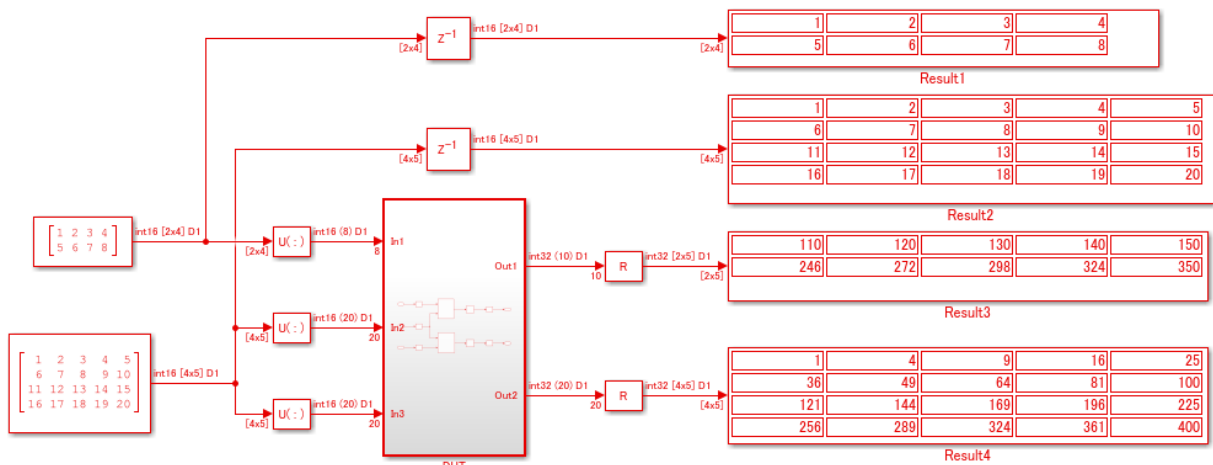 Z⁻¹
int16 [2x4] D1
[2x4]
[2x4]
1 2 3 4
5 6 7 8
Result1
Z⁻¹
int16 [4x5] D1
[4x5]
[4x5]
1 2 3 4 5
6 7 8 9 10
11 12 13 14 15
16 17 18 19 20
Result2
1 2 3 4
5 6 7 8
int16 [2x4] D1
[2x4]
U(:)
int16 (8) D1
8
In1
Out1
int32 (10) D1
10
R
int32 [2x5] D1
[2x5]
110 120 130 140 150
246 272 298 324 350
Result3
[4x5]
U(:)
int16 (20) D1
20
In2
1 2 3 4 5
6 7 8 9 10
11 12 13 14 15
16 17 18 19 20
int16 [4x5] D1
[4x5]
U(:)
int16 (20) D1
20
In3
Out2
int32 (20) D1
20
R
int32 [4x5] D1
[4x5]
1 4 9 16 25
36 49 64 81 100
121 144 169 196 225
256 289 324 361 400
Result4
DUT